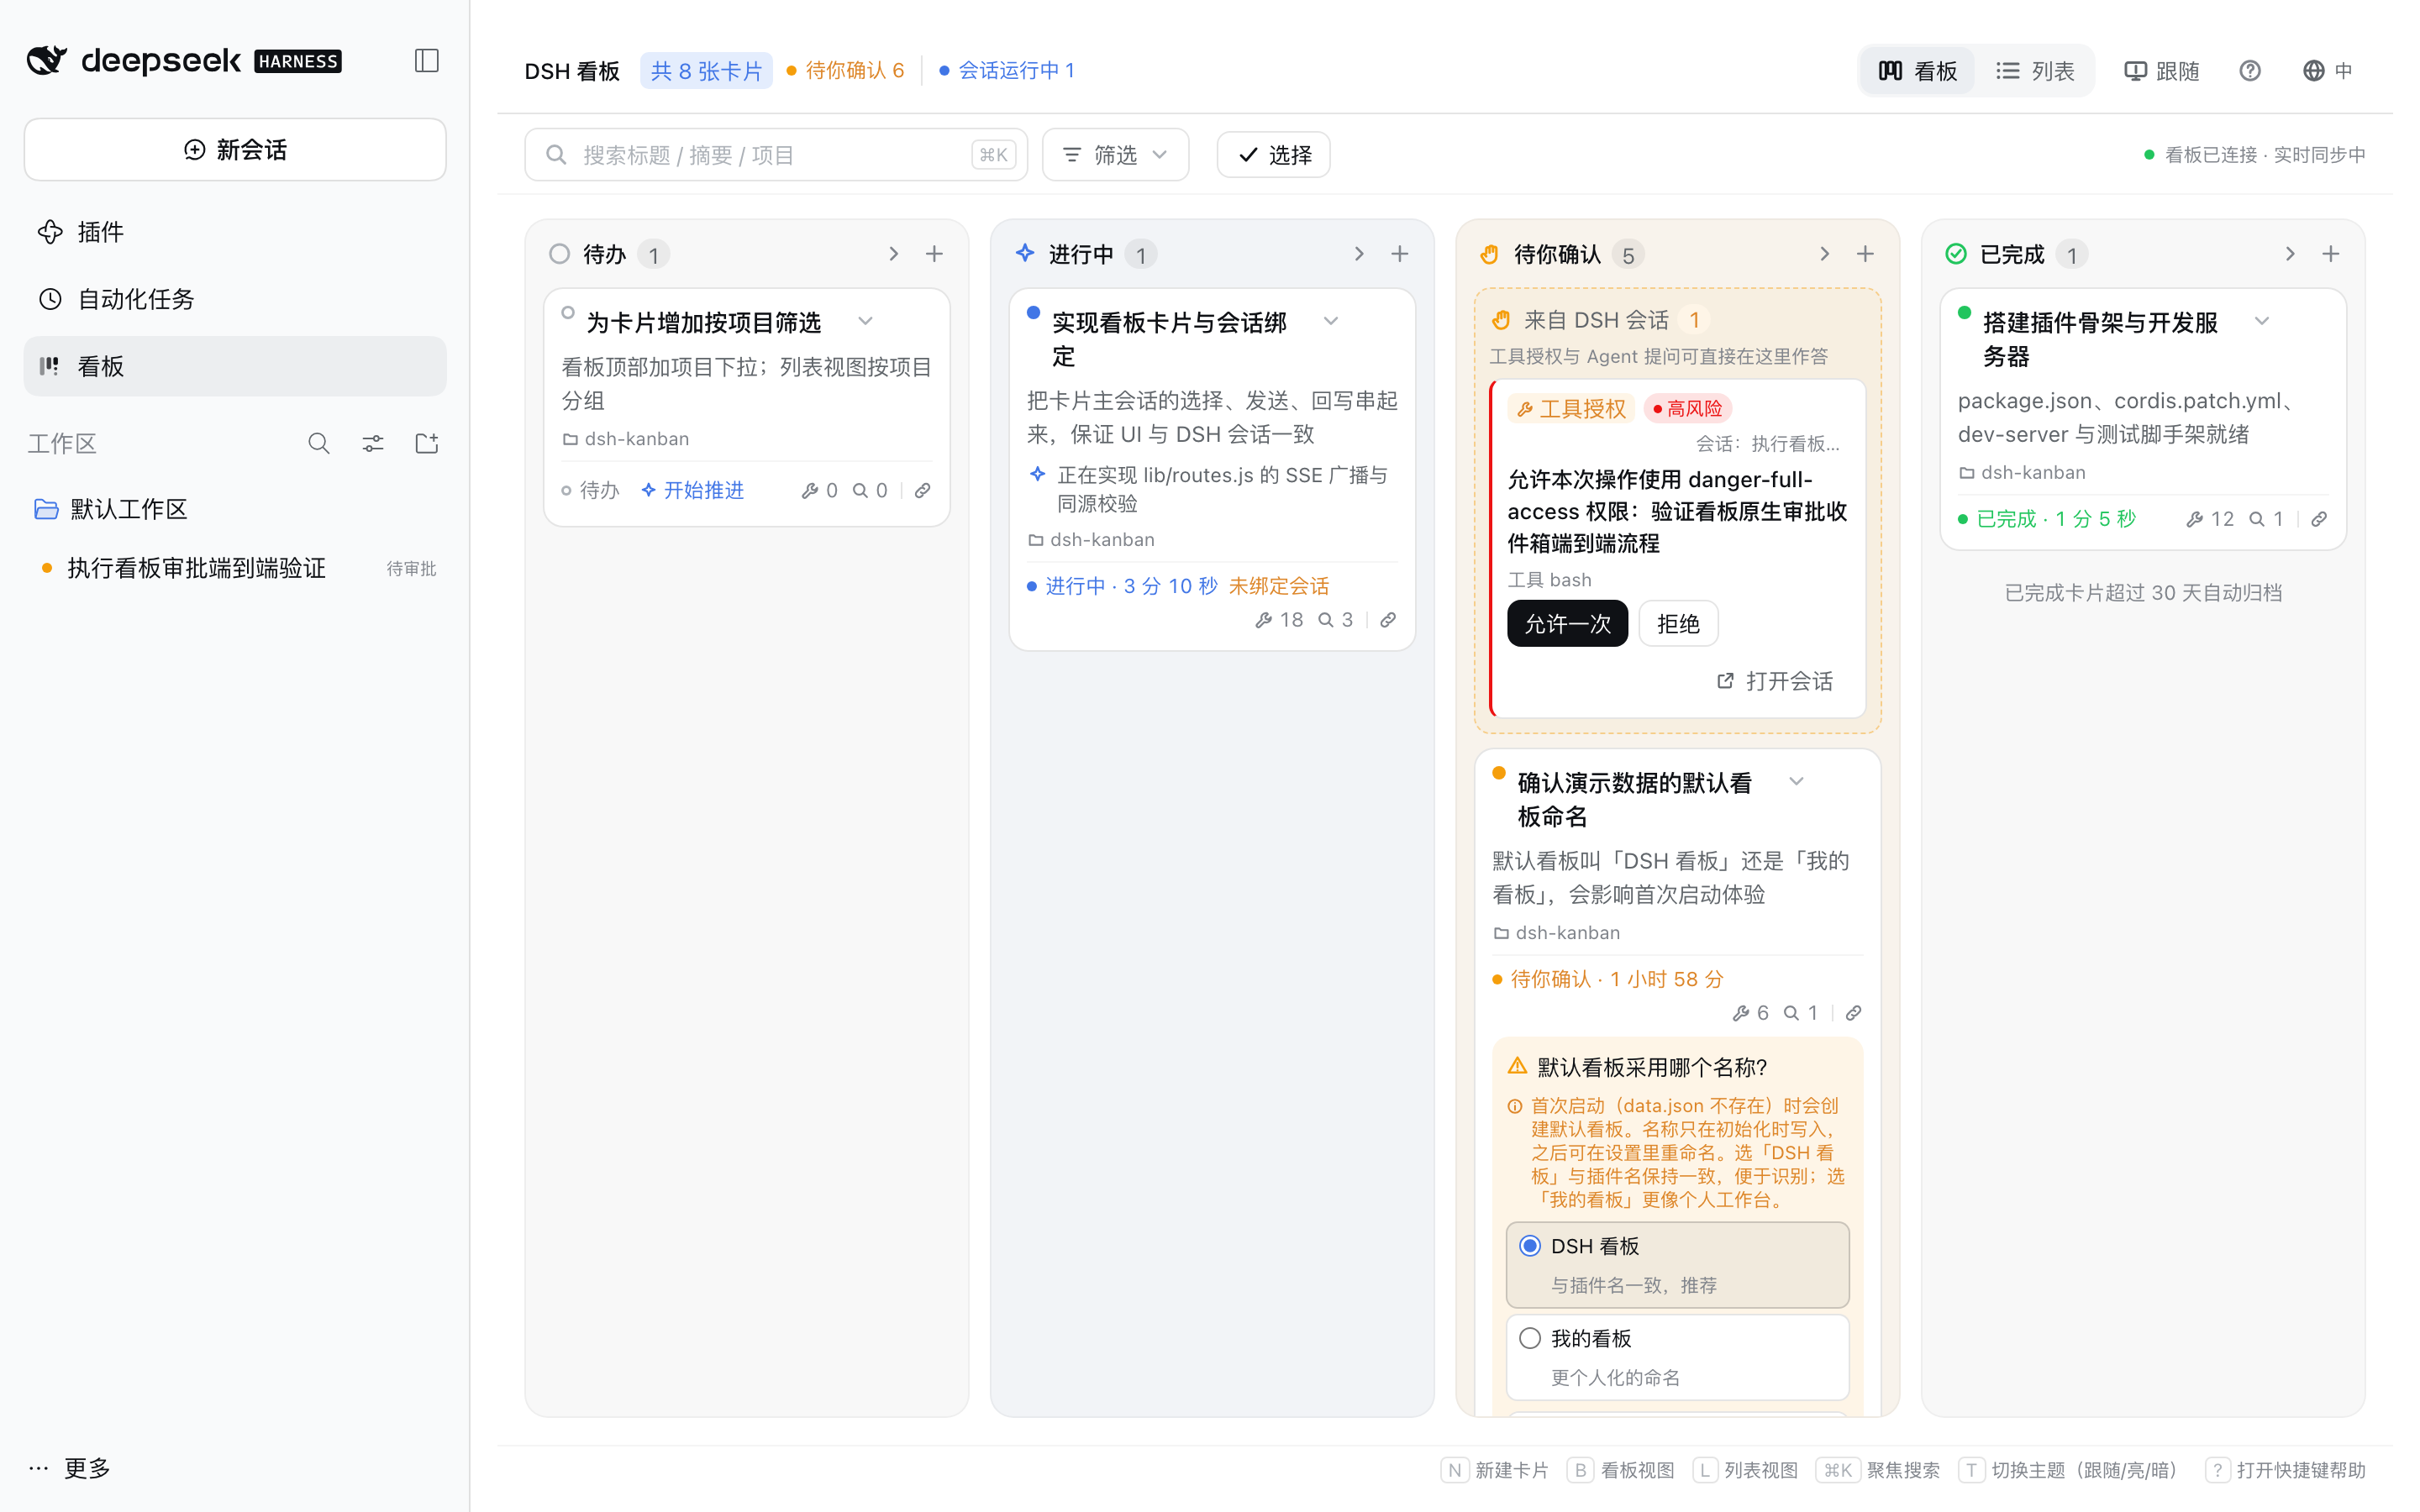 deepseek HARNESS
新会话
插件
自动化任务
看板
工作区
默认工作区
执行看板审批端到端验证 待审批
更多
DSH 看板 共 8 张卡片 待你确认 6 会话运行中 1
看板 列表 跟随 中
搜索标题 / 摘要 / 项目 ⌘K 筛选 选择
看板已连接 · 实时同步中
待办 1
为卡片增加按项目筛选
看板顶部加项目下拉；列表视图按项目
分组
dsh-kanban
待办 开始推进 0 0
进行中 1
实现看板卡片与会话绑
定
把卡片主会话的选择、发送、回写串起
来，保证 UI 与 DSH 会话一致
正在实现 lib/routes.js 的 SSE 广播与
同源校验
dsh-kanban
进行中 · 3 分 10 秒 未绑定会话
18 3
待你确认 5
来自 DSH 会话 1
工具授权与 Agent 提问可直接在这里作答
工具授权 高风险
会话：执行看板...
允许本次操作使用 danger-full-
access 权限：验证看板原生审批收
件箱端到端流程
工具 bash
允许一次 拒绝
打开会话
确认演示数据的默认看
板命名
默认看板叫「DSH 看板」还是「我的
看板」，会影响首次启动体验
dsh-kanban
待你确认 · 1 小时 58 分
6 1
默认看板采用哪个名称？
首次启动（data.json 不存在）时会创
建默认看板。名称只在初始化时写入，
之后可在设置里重命名。选「DSH 看
板」与插件名保持一致，便于识别；选
「我的看板」更像个人工作台。
DSH 看板
与插件名一致，推荐
我的看板
更个人化的命名
已完成 1
搭建插件骨架与开发服
务器
package.json、cordis.patch.yml、
dev-server 与测试脚手架就绪
dsh-kanban
已完成 · 1 分 5 秒 12 1
已完成卡片超过 30 天自动归档
N 新建卡片 B 看板视图 L 列表视图 ⌘K 聚焦搜索 T 切换主题（跟随/亮/暗） ? 打开快捷键帮助